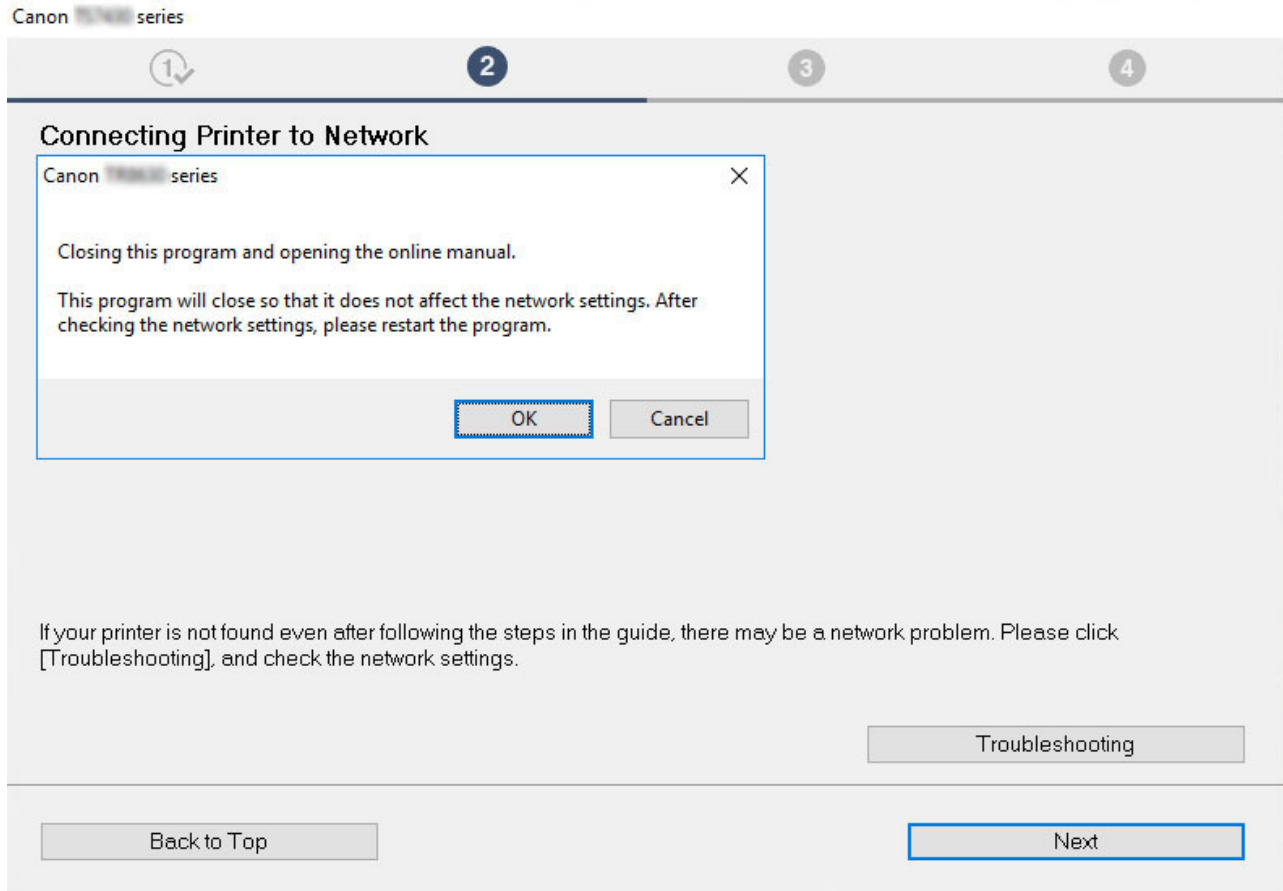 Canon series
1 2 3 4
Connecting Printer to Network
Canon series
Closing this program and opening the online manual.
This program will close so that it does not affect the network settings. After
checking the network settings, please restart the program.
OK Cancel
If your printer is not found even after following the steps in the guide, there may be a network problem. Please click
[Troubleshooting], and check the network settings.
Troubleshooting
Back to Top Next